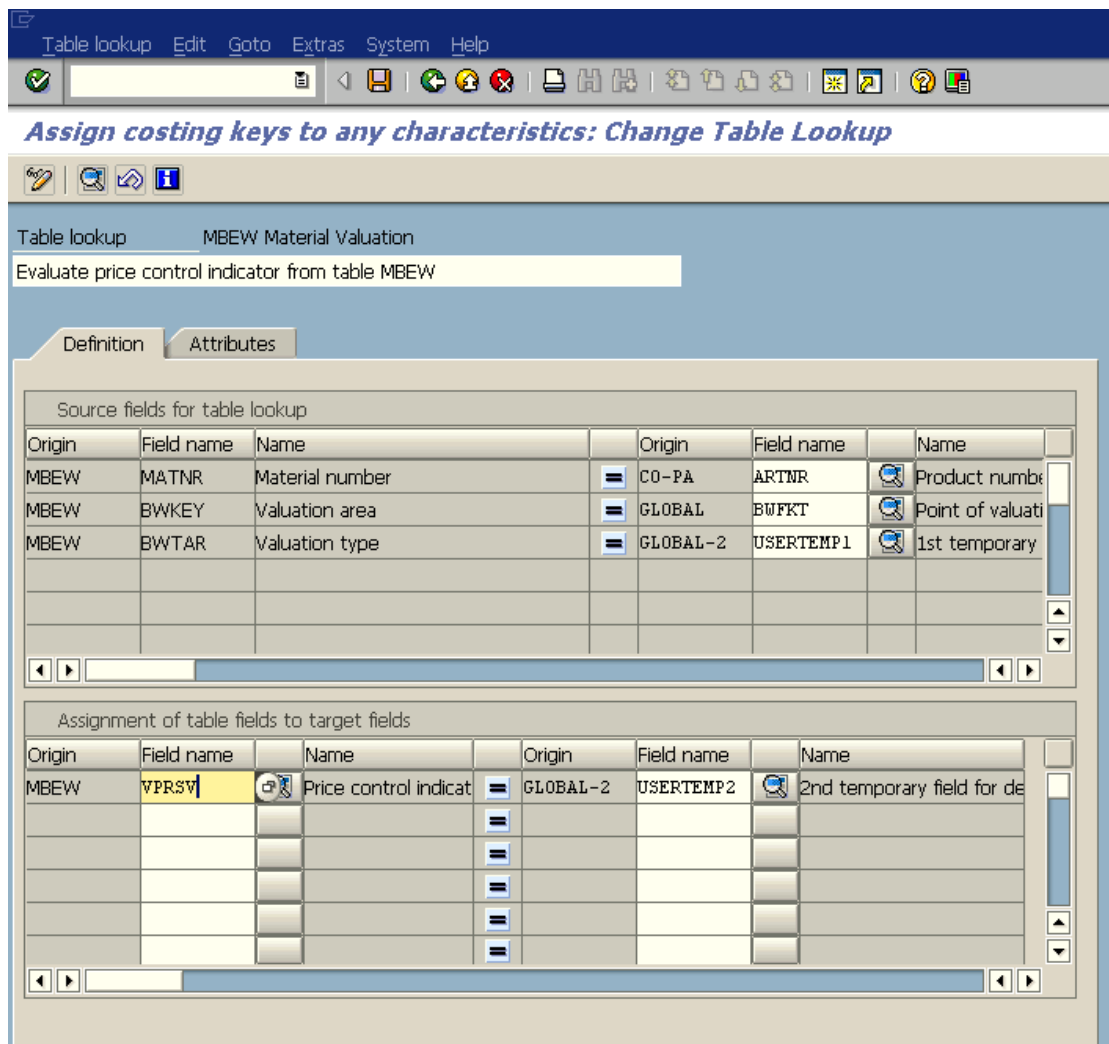 Table lookup Edit Goto Extras System Help
Assign costing keys to any characteristics: Change Table Lookup
Table lookup MBEW Material Valuation
Evaluate price control indicator from table MBEW
Definition Attributes
Source fields for table lookup
Origin Field name Name Origin Field name Name
MBEW MATNR Material number = CO-PA ARTNR Product numbe
MBEW BWKEY Valuation area = GLOBAL BWFKT Point of valuati
MBEW BWTAR Valuation type = GLOBAL-2 USERTEMP1 1st temporary
Assignment of table fields to target fields
Origin Field name Name Origin Field name Name
MBEW VPRSV Price control indicat = GLOBAL-2 USERTEMP2 2nd temporary field for de
=
=
=
=
=